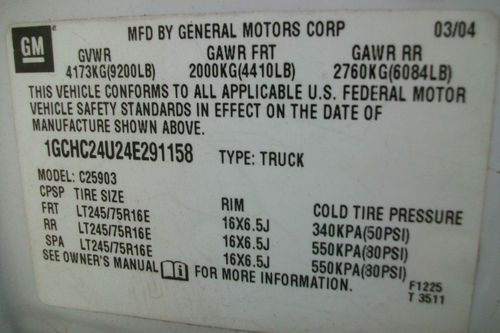 GM
MFD BY GENERAL MOTORS CORP 03/04
GVWR GAWR FRT GAWR RR
4173KG(9200LB) 2000KG(4410LB) 2760KG(6084LB)
THIS VEHICLE CONFORMS TO ALL APPLICABLE U.S. FEDERAL MOTOR
VEHICLE SAFETY STANDARDS IN EFFECT ON THE DATE OF
MANUFACTURE SHOWN ABOVE.
1GCHC24U24E291158 TYPE: TRUCK
MODEL: C25903
CPSP TIRE SIZE RIM COLD TIRE PRESSURE
FRT LT245/75R16E 16X6.5J 340KPA(50PSI)
RR LT245/75R16E 16X6.5J 550KPA(30PSI)
SPA LT245/75R16E 16X6.5J 550KPA(30PSI)
SEE OWNER'S MANUAL FOR MORE INFORMATION.
F1225
T 3511